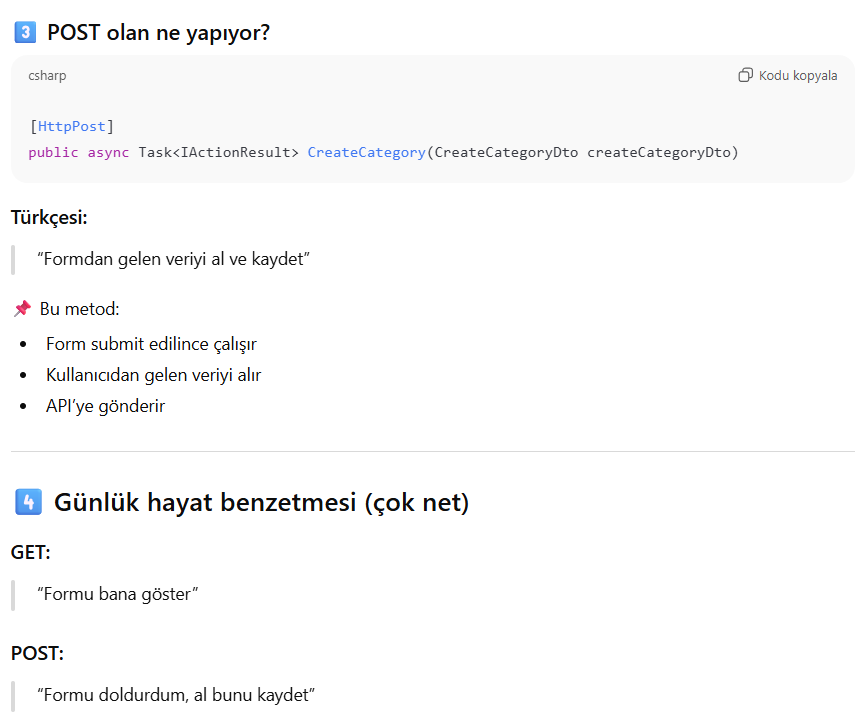 3 POST olan ne yapıyor?
csharp
Kodu kopyala
[HttpPost]
public async Task<IActionResult> CreateCategory(CreateCategoryDto createCategoryDto)
Türkçesi:
“Formdan gelen veriyi al ve kaydet”
📌 Bu metod:
• Form submit edilince çalışır
• Kullanıcıdan gelen veriyi alır
• API’ye gönderir
4 Günlük hayat benzetmesi (çok net)
GET:
“Formu bana göster”
POST:
“Formu doldurdum, al bunu kaydet”